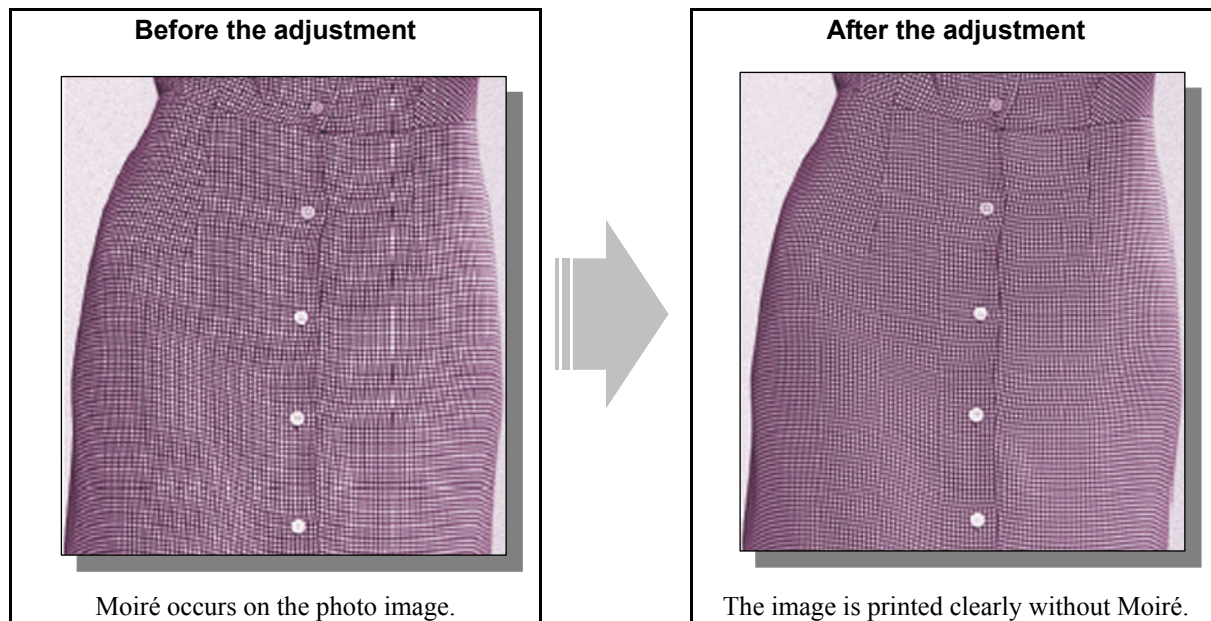 Before the adjustment
Moiré occurs on the photo image.
After the adjustment
The image is printed clearly without Moiré.